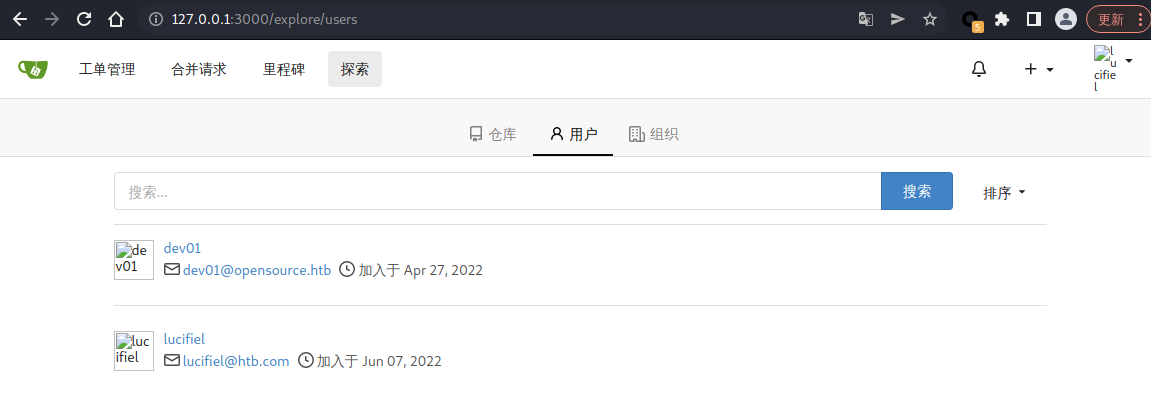 127.0.0.1:3000/explore/users
5
更新
工单管理 合并请求 里程碑 探索
lucifiel
仓库 用户 组织
搜索... 搜索 排序
dev01
dev01
dev01@opensource.htb 加入于 Apr 27, 2022
lucifiel
lucifiel
lucifiel@htb.com 加入于 Jun 07, 2022